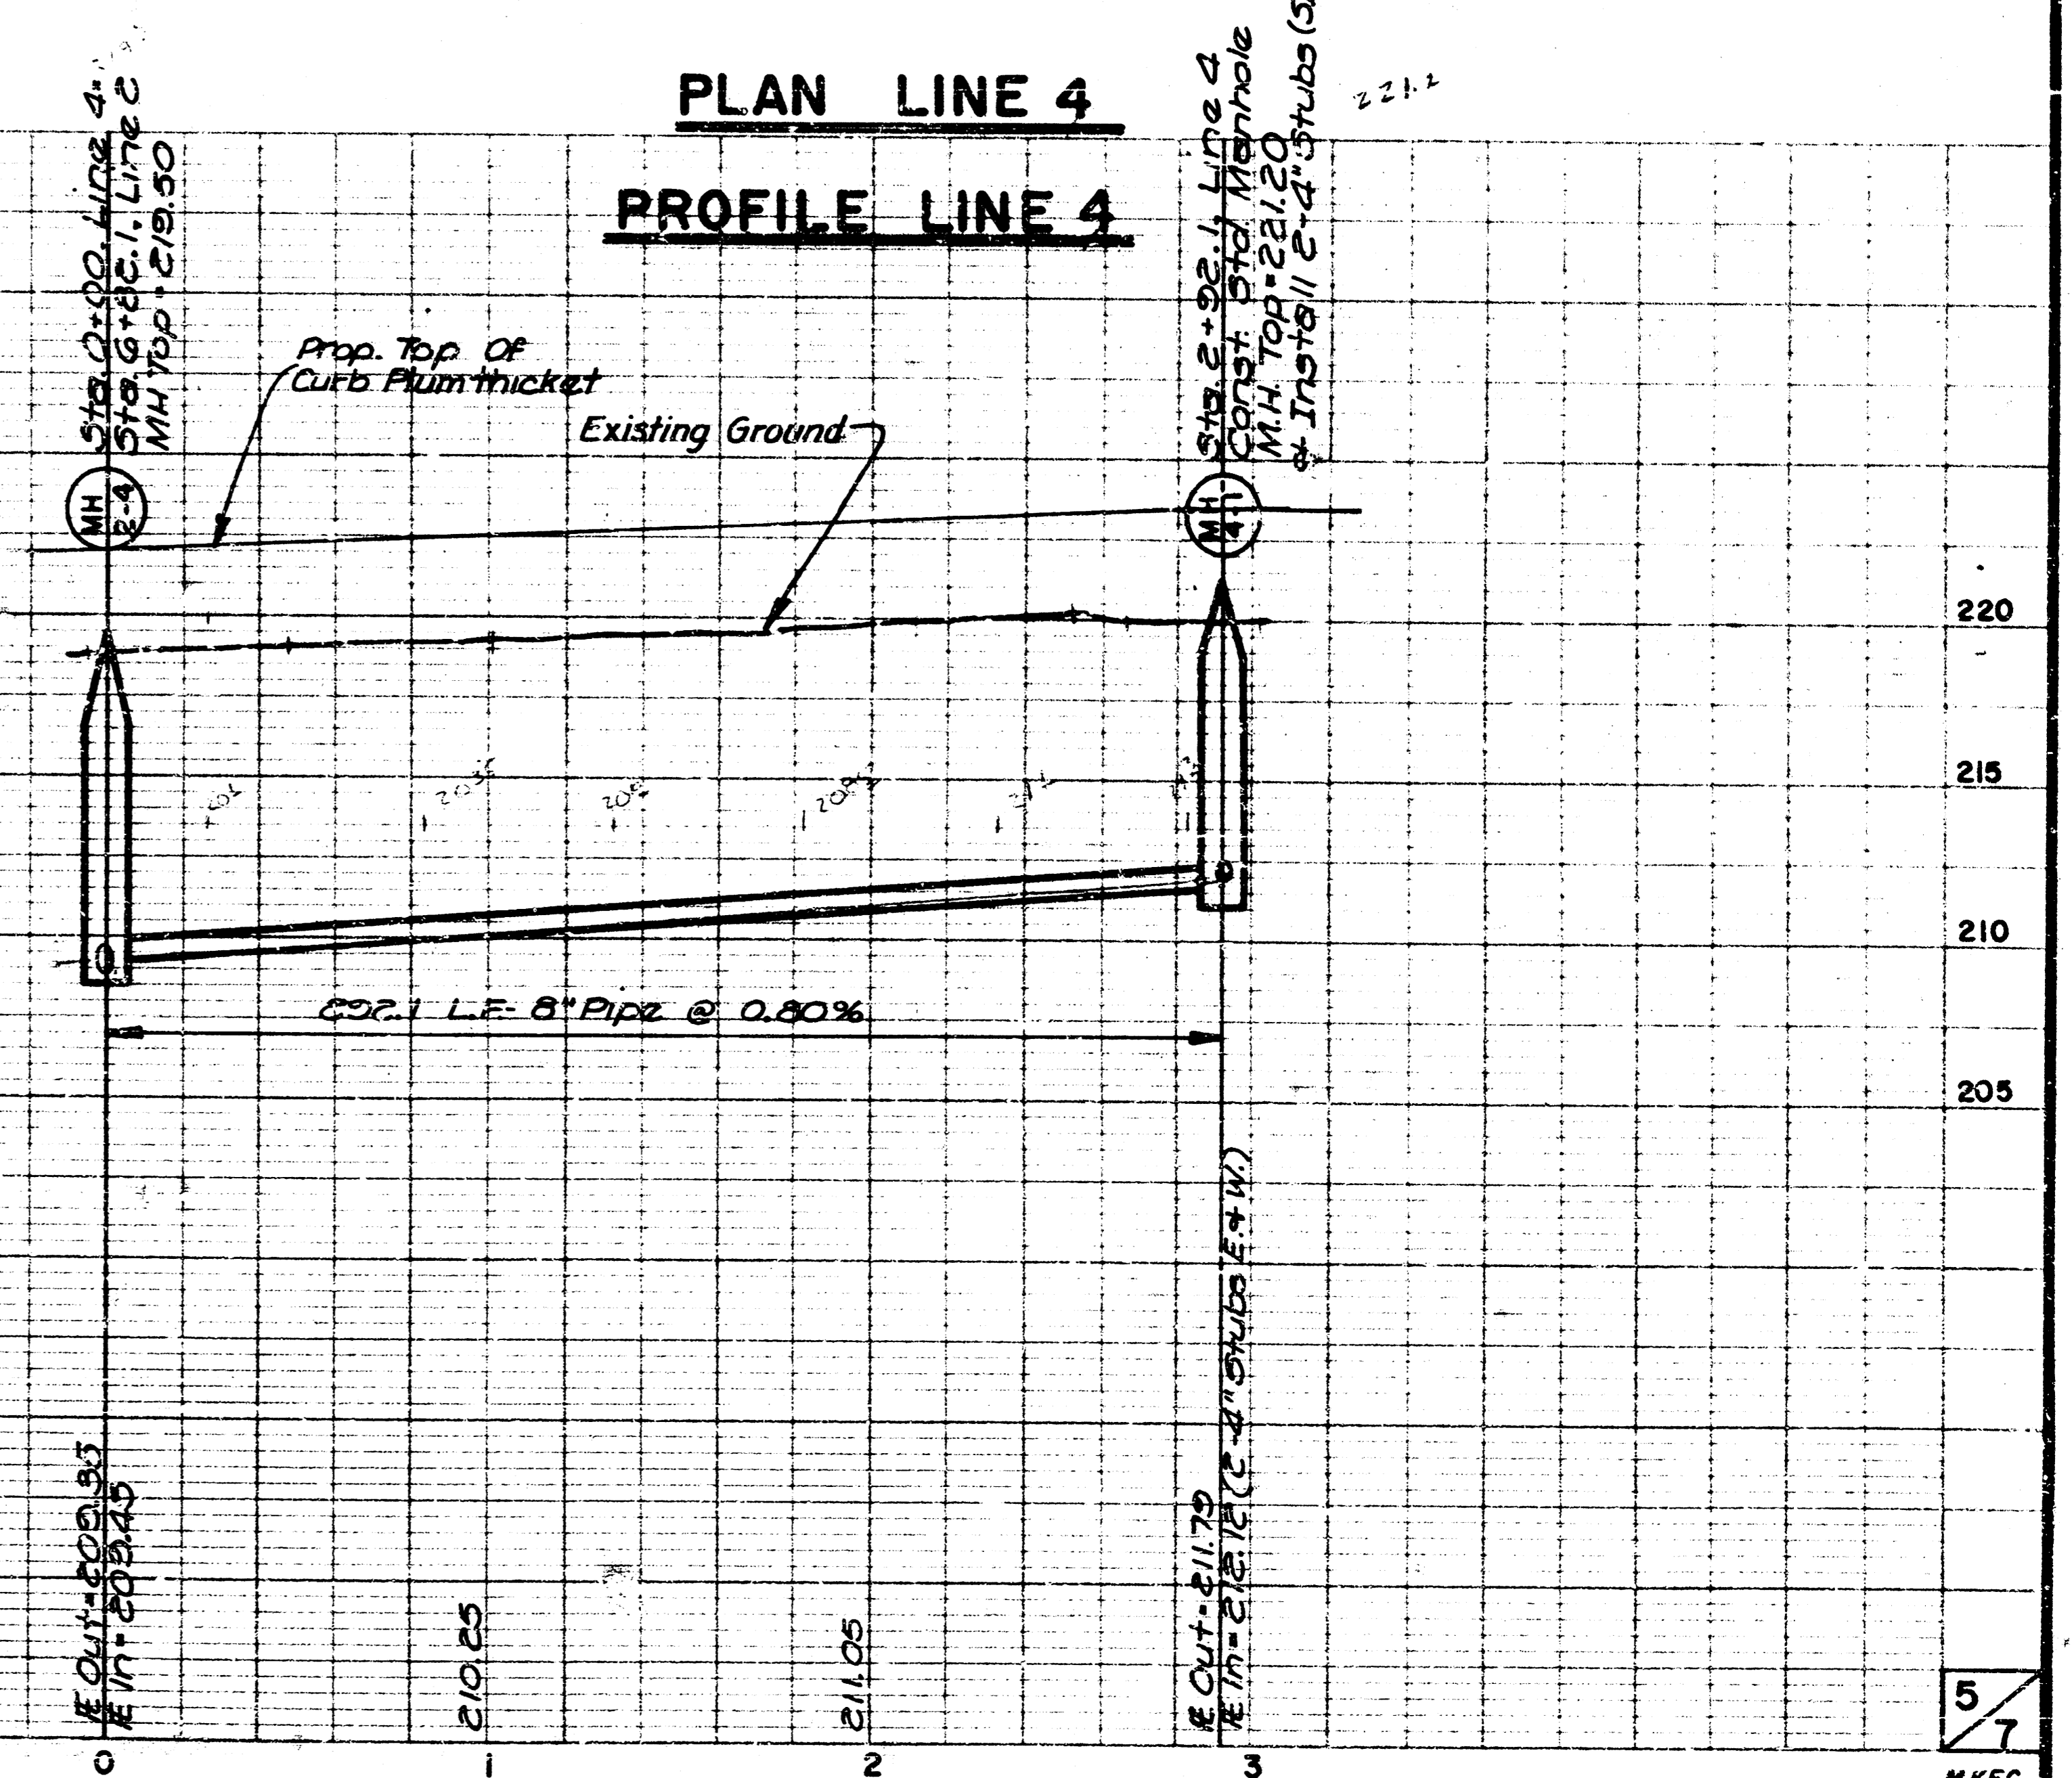 PLAN LINE 4
PROFILE LINE 4
Sta. 0+00, Line 4=
Sta. 6+82.1, Line 2
MH Top = 219.50
Sta. 2+92.1, Line 4
Const. Std. Manhole
M.H. Top = 221.20
& Install 2-4" Stubs (5
221.2
Prop. Top Of
Curb Plumthicket
Existing Ground
MH
2-4
MH
4-1
220
215
210
205
292.1 L.F. - 8" Pipe @ 0.80%
IE Out = 209.35
IE In = 209.45
210.25
211.05
IE Out = 211.79
IE In = 212.12 (2-4" Stubs E. & W.)
5/7
0
1
2
3
MKEC